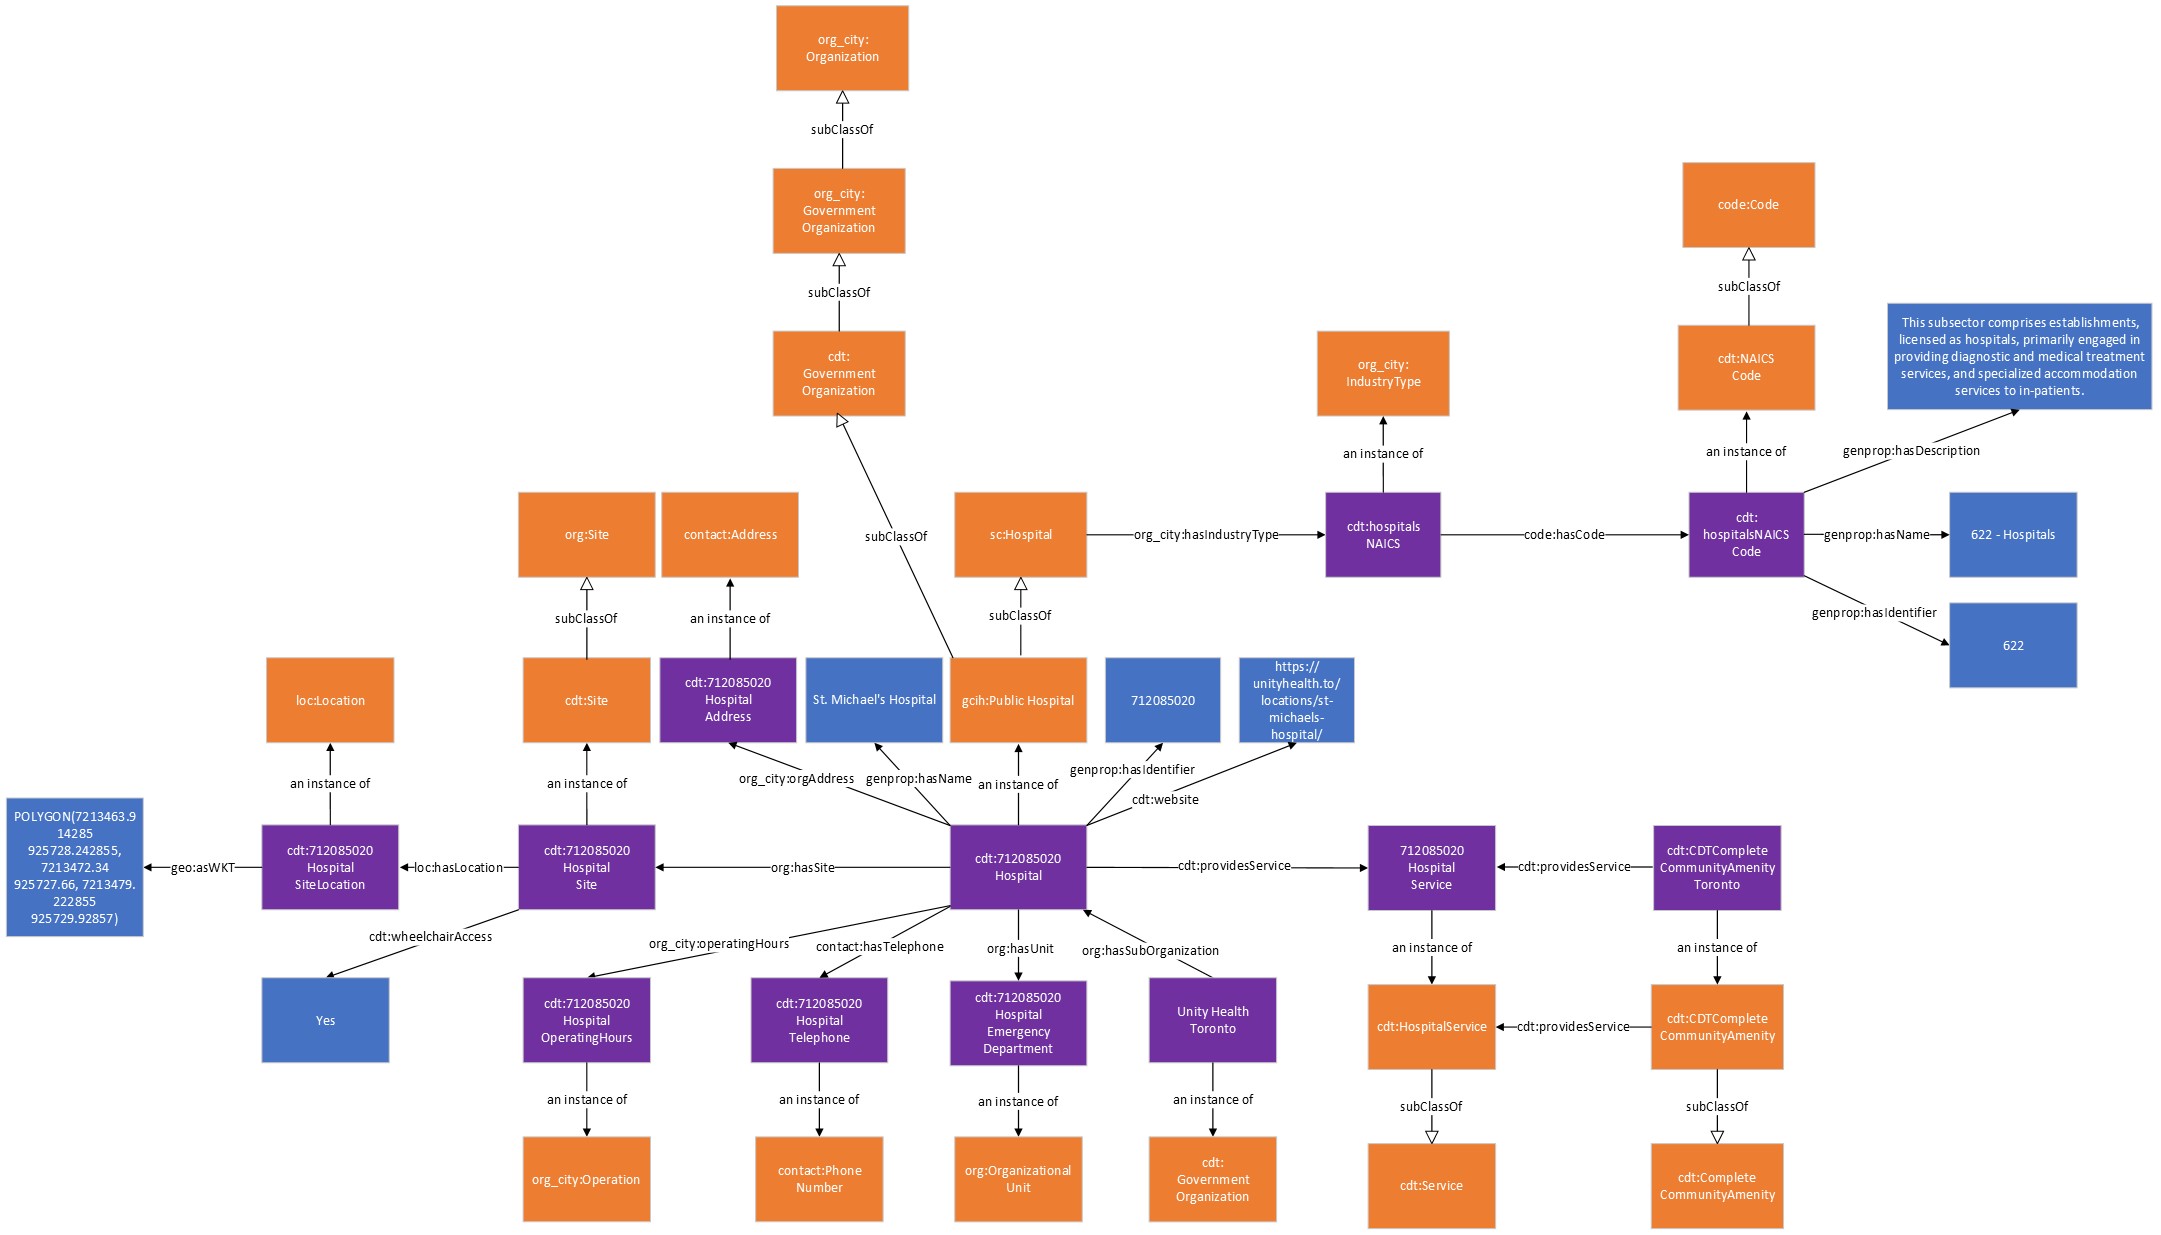 org_city:
Organization
subClassOf
org_city:
Government
Organization
subClassOf
cdt:
Government
Organization
subClassOf
code:Code
subClassOf
cdt:NAICS
Code
an instance of
This subsector comprises establishments,
licensed as hospitals, primarily engaged in
providing diagnostic and medical treatment
services, and specialized accommodation
services to in-patients.
genprop:hasDescription
org_city:
IndustryType
an instance of
org:Site
contact:Address
sc:Hospital
org_city:hasIndustryType
cdt:hospitals
NAICS
code:hasCode
cdt:
hospitalsNAICS
Code
genprop:hasName
622 - Hospitals
genprop:hasIdentifier
622
subClassOf
an instance of
subClassOf
loc:Location
cdt:Site
cdt:712085020
Hospital
Address
St. Michael's Hospital
gcih:Public Hospital
712085020
https://
unityhealth.to/
locations/st-
michaels-
hospital/
an instance of
an instance of
org_city:orgAddress
genprop:hasName
an instance of
genprop:hasIdentifier
cdt:website
POLYGON(7213463.9
14285
925728.242855,
7213472.34
925727.66, 7213479.
222855
925729.92857)
geo:asWKT
cdt:712085020
Hospital
SiteLocation
loc:hasLocation
cdt:712085020
Hospital
Site
org:hasSite
cdt:712085020
Hospital
cdt:providesService
712085020
Hospital
Service
cdt:providesService
cdt:CDTComplete
CommunityAmenity
Toronto
cdt:wheelchairAccess
org_city:operatingHours
contact:hasTelephone
org:hasUnit
org:hasSubOrganization
an instance of
an instance of
Yes
cdt:712085020
Hospital
OperatingHours
cdt:712085020
Hospital
Telephone
cdt:712085020
Hospital
Emergency
Department
Unity Health
Toronto
cdt:HospitalService
cdt:providesService
cdt:CDTComplete
CommunityAmenity
an instance of
an instance of
an instance of
an instance of
subClassOf
subClassOf
org_city:Operation
contact:Phone
Number
org:Organizational
Unit
cdt:
Government
Organization
cdt:Service
cdt:Complete
CommunityAmenity